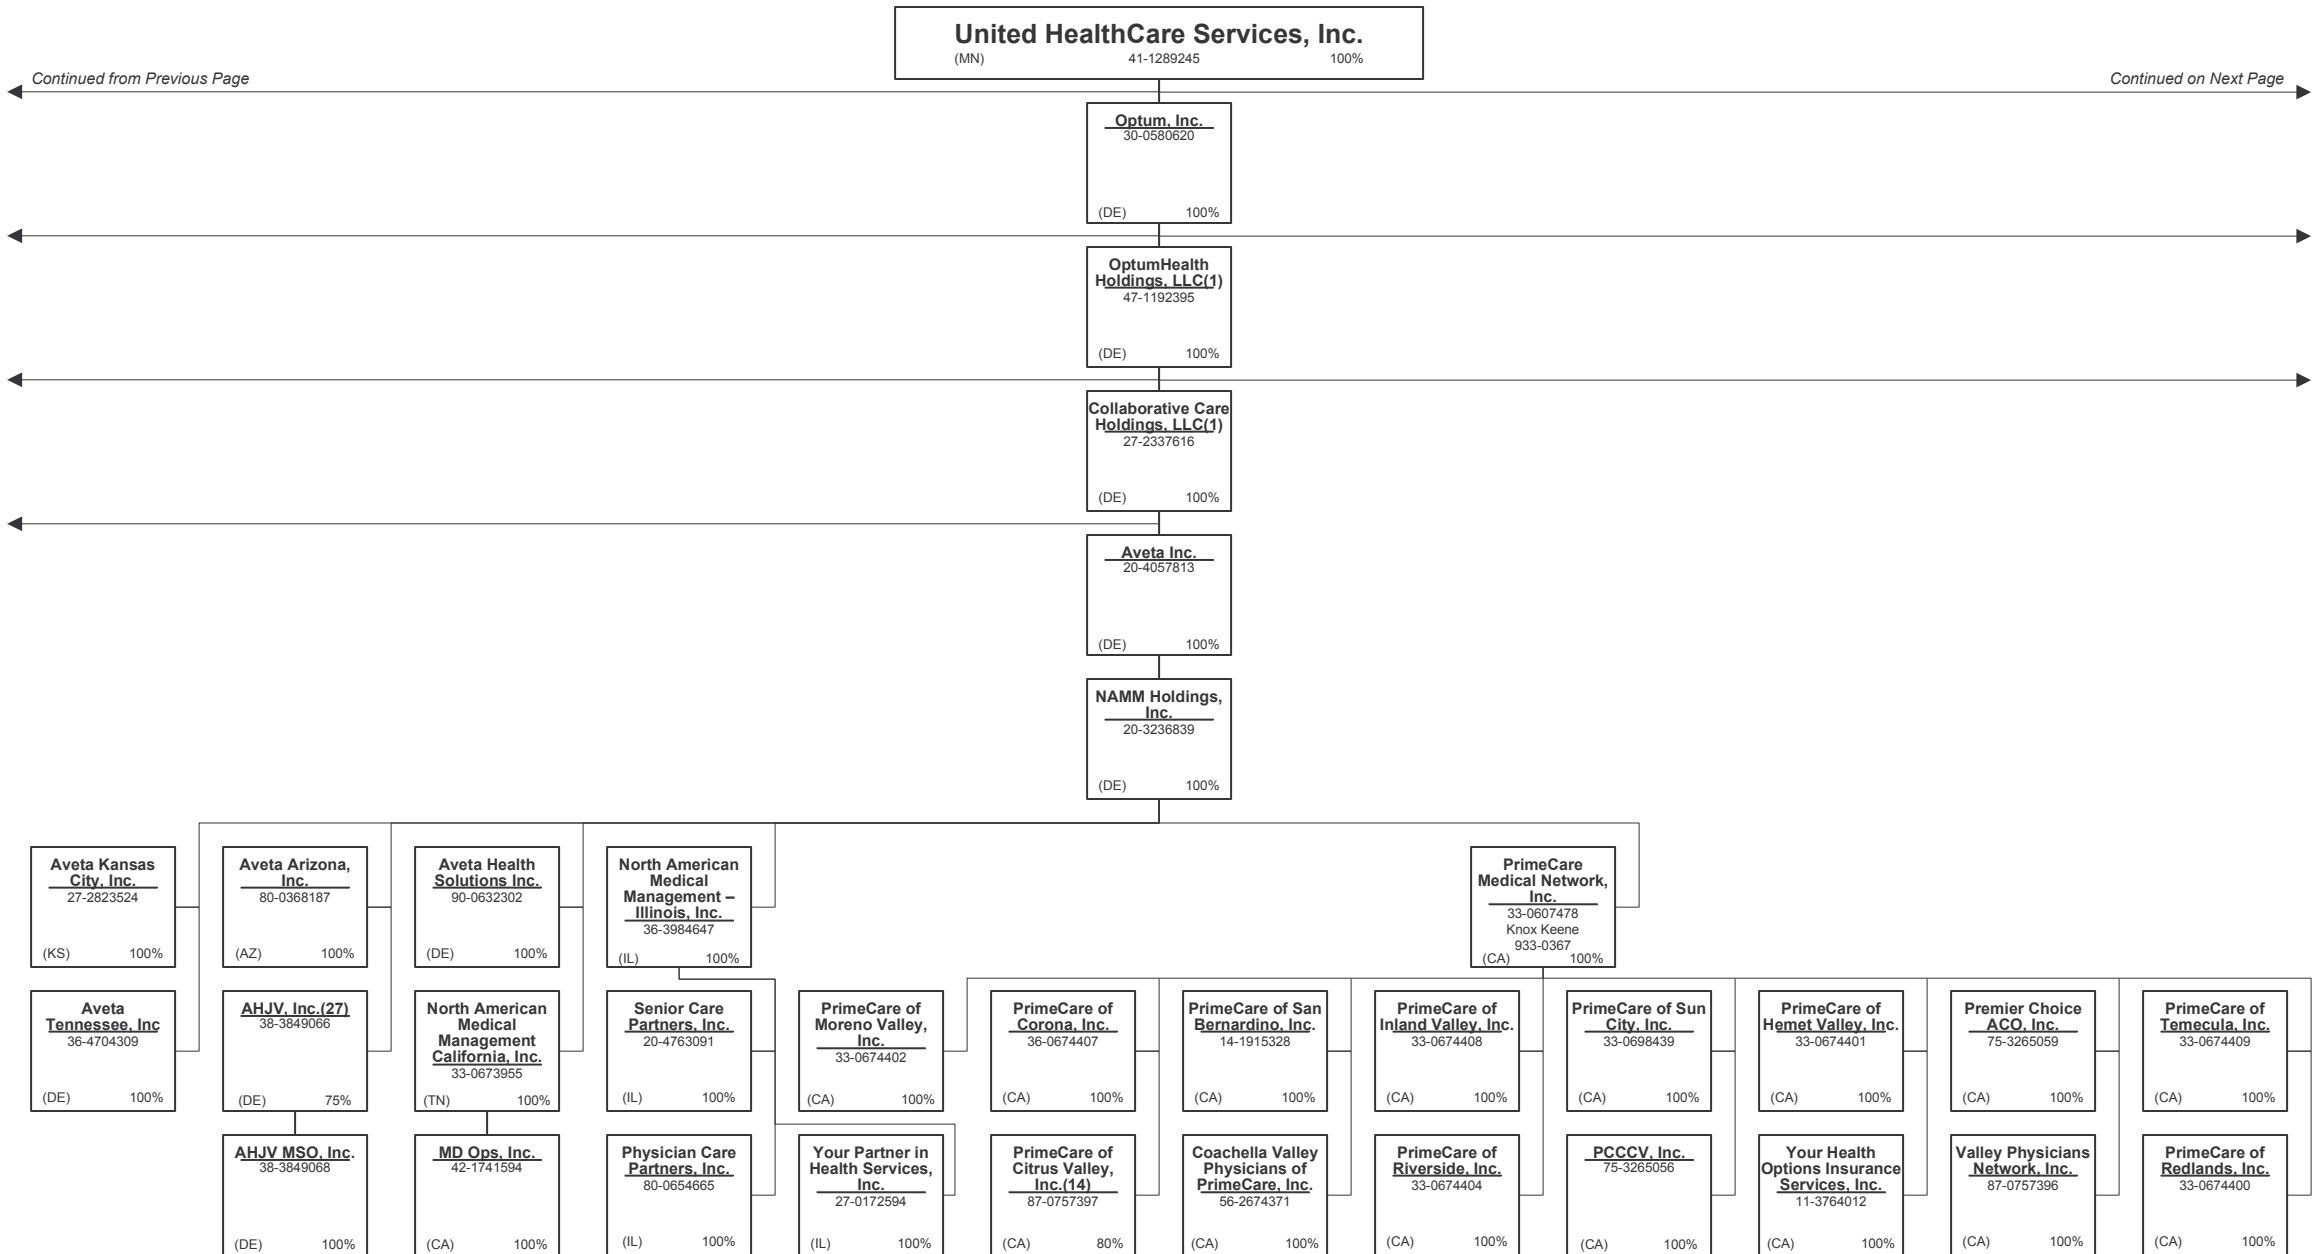 United HealthCare Services, Inc.
(MN) 41-1289245 100%
Continued from Previous Page
Continued on Next Page
Optum, Inc.
30-0580620
(DE) 100%
OptumHealth
Holdings, LLC(1)
47-1192395
(DE) 100%
Collaborative Care
Holdings, LLC(1)
27-2337616
(DE) 100%
Aveta Inc.
20-4057813
(DE) 100%
NAMM Holdings,
Inc.
20-3236839
(DE) 100%
Aveta Kansas
City, Inc.
27-2823524
(KS) 100%
Aveta Arizona,
Inc.
80-0368187
(AZ) 100%
Aveta Health
Solutions Inc.
90-0632302
(DE) 100%
North American
Medical
Management –
Illinois, Inc.
36-3984647
(IL) 100%
PrimeCare
Medical Network,
Inc.
33-0607478
Knox Keene
933-0367
(CA) 100%
Aveta
Tennessee, Inc
36-4704309
(DE) 100%
AHJV, Inc.(27)
38-3849066
(DE) 75%
North American
Medical
Management
California, Inc.
33-0673955
(TN) 100%
Senior Care
Partners, Inc.
20-4763091
(IL) 100%
PrimeCare of
Moreno Valley,
Inc.
33-0674402
(CA) 100%
PrimeCare of
Corona, Inc.
36-0674407
(CA) 100%
PrimeCare of San
Bernardino, Inc.
14-1915328
(CA) 100%
PrimeCare of
Inland Valley, Inc.
33-0674408
(CA) 100%
PrimeCare of Sun
City, Inc.
33-0698439
(CA) 100%
PrimeCare of
Hemet Valley, Inc.
33-0674401
(CA) 100%
Premier Choice
ACO, Inc.
75-3265059
(CA) 100%
PrimeCare of
Temecula, Inc.
33-0674409
(CA) 100%
AHJV MSO, Inc.
38-3849068
(DE) 100%
MD Ops, Inc.
42-1741594
(CA) 100%
Physician Care
Partners, Inc.
80-0654665
(IL) 100%
Your Partner in
Health Services,
Inc.
27-0172594
(IL) 100%
PrimeCare of
Citrus Valley,
Inc.(14)
87-0757397
(CA) 80%
Coachella Valley
Physicians of
PrimeCare, Inc.
56-2674371
(CA) 100%
PrimeCare of
Riverside, Inc.
33-0674404
(CA) 100%
PCCCV, Inc.
75-3265056
(CA) 100%
Your Health
Options Insurance
Services, Inc.
11-3764012
(CA) 100%
Valley Physicians
Network, Inc.
87-0757396
(CA) 100%
PrimeCare of
Redlands, Inc.
33-0674400
(CA) 100%